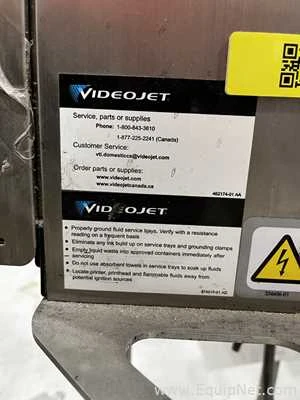 VIDEOJET
Service, parts or supplies
Phone: 1-800-843-3610
1-877-225-2241 (Canada)
Customer Service:
vti.domesticcs@videojet.com
Order parts or supplies:
www.videojet.com
www.videojetcanada.ca
462174-01 AA
VIDEOJET
• Properly ground fluid service trays. Verify with a resistance
reading on a frequent basis
• Eliminate any ink build up on service trays and grounding clamps
• Empty liquid waste into approved containers immediately after
servicing
• Do not use absorbent towels in service trays to soak up fluids
• Locate printer, printhead and flammable fluids away from
potential ignition sources
www.EquipNet.com